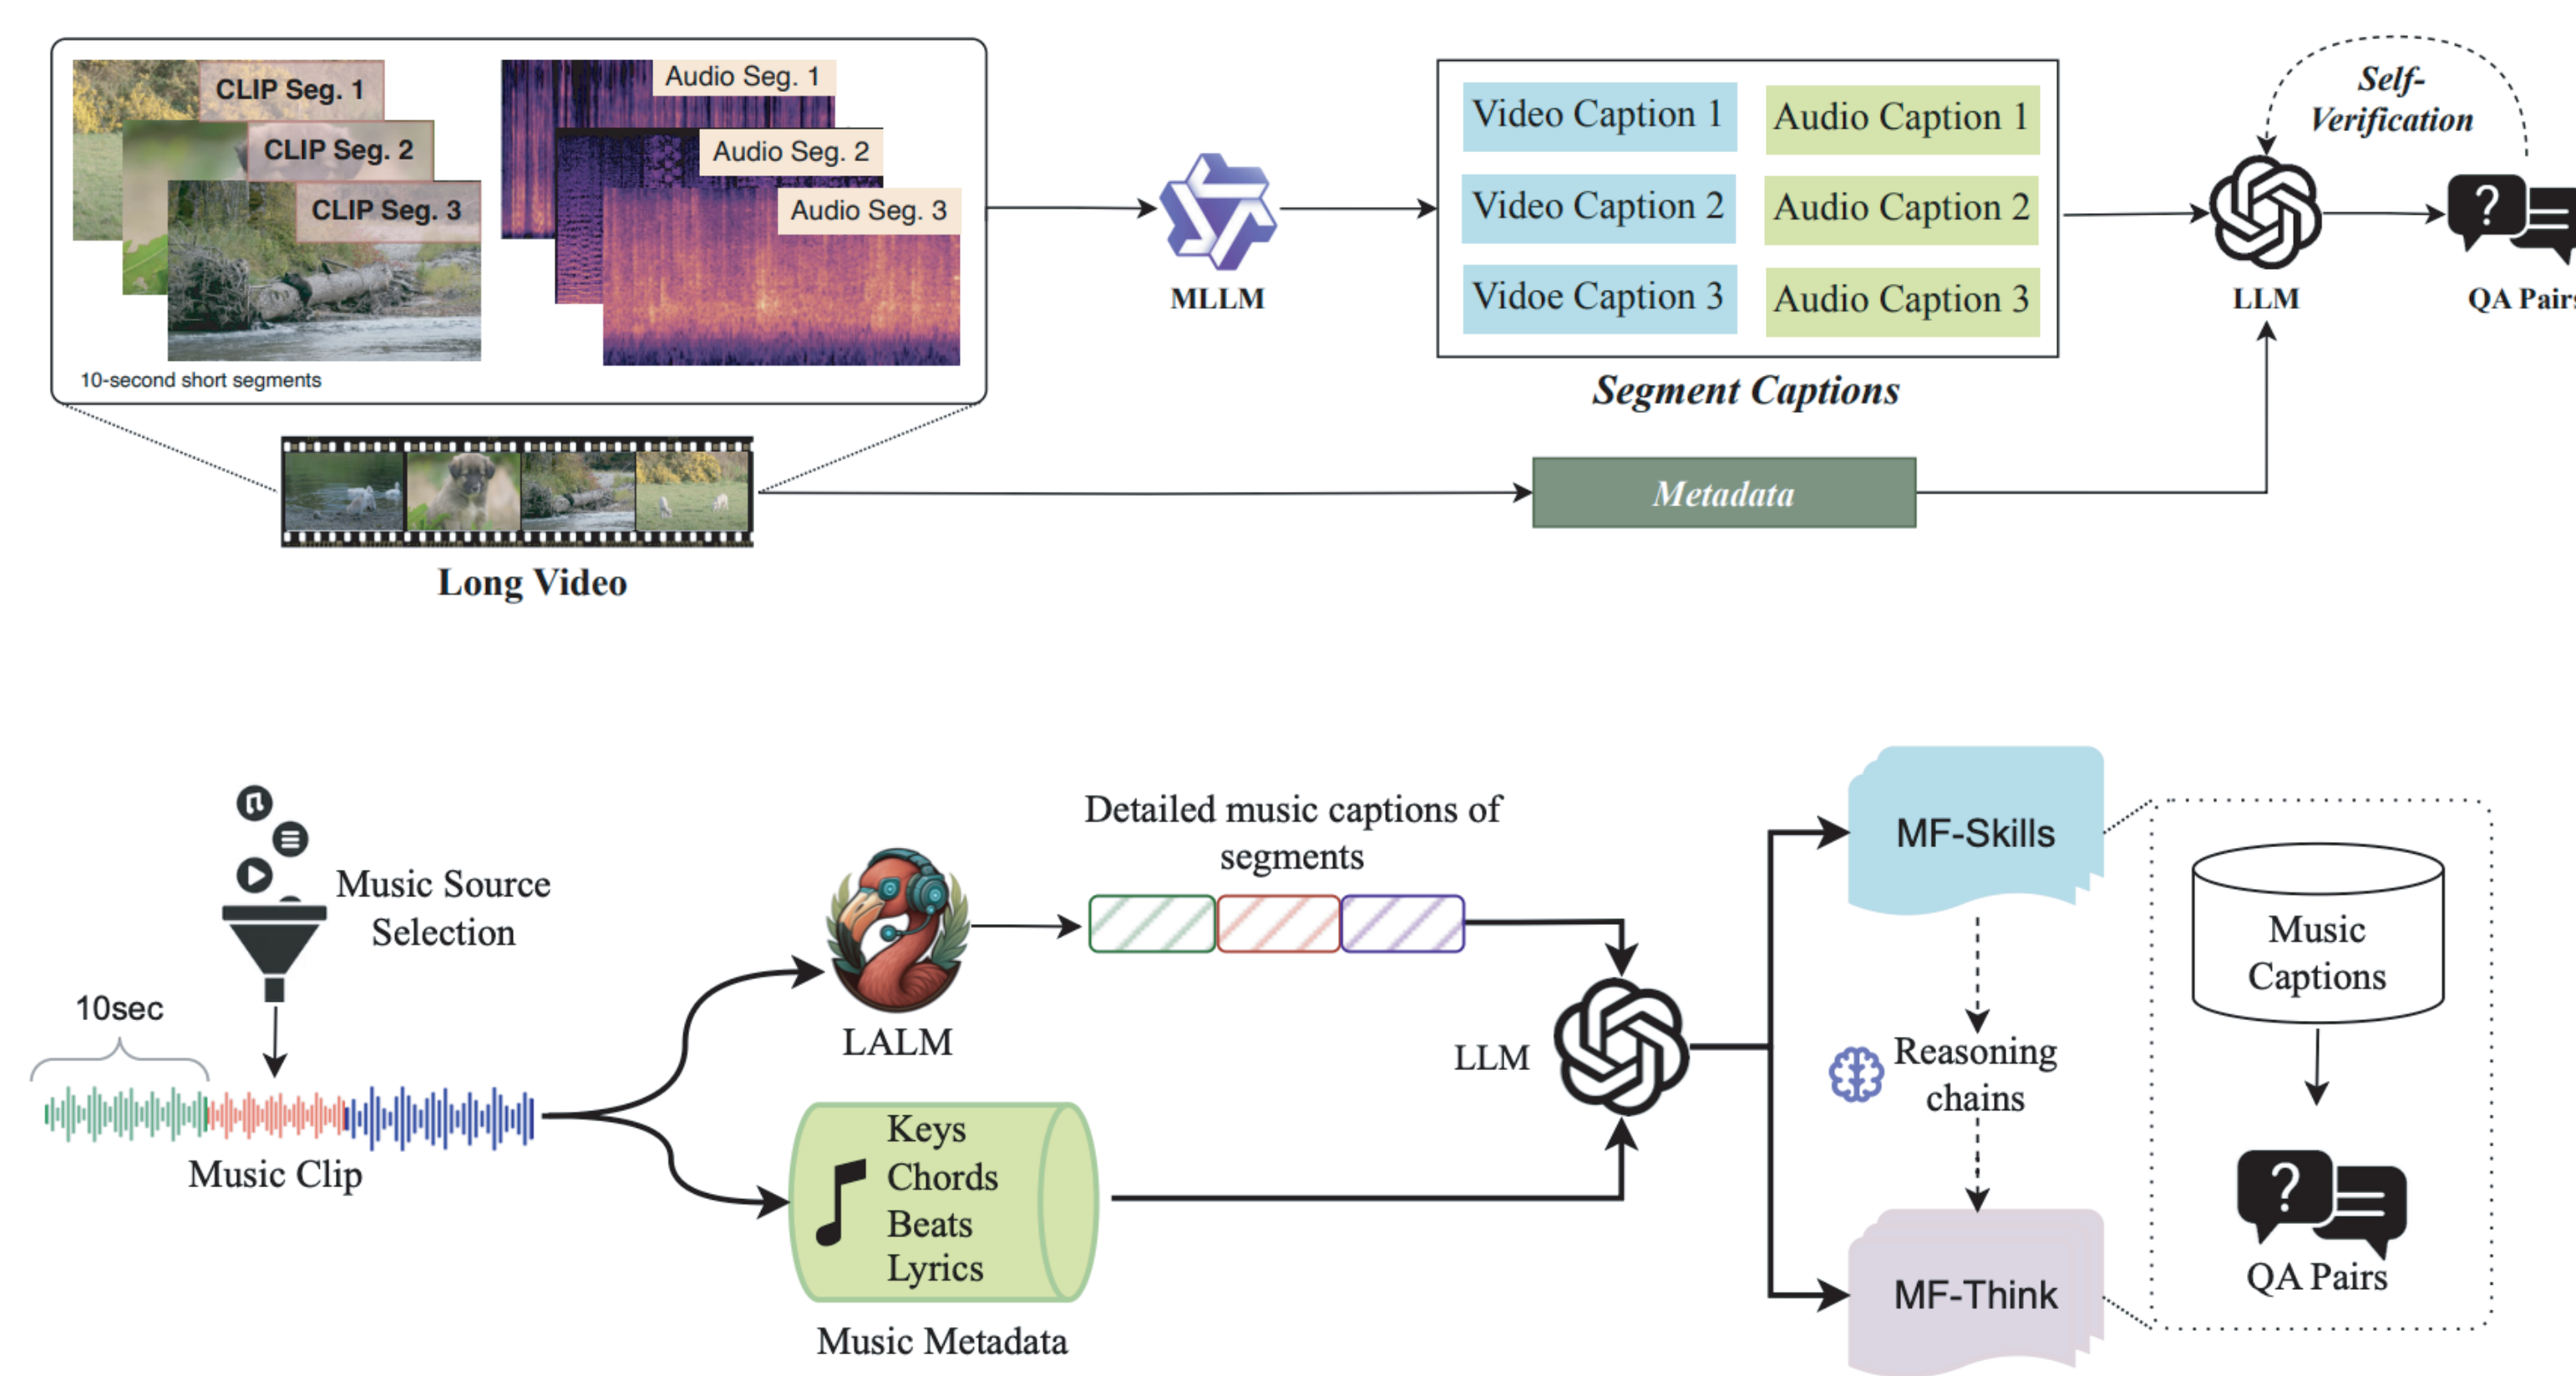 CLIP Seg. 1
CLIP Seg. 2
CLIP Seg. 3
Audio Seg. 1
Audio Seg. 2
Audio Seg. 3
10-second short segments
Long Video
MLLM
Video Caption 1
Audio Caption 1
Video Caption 2
Audio Caption 2
Vidoe Caption 3
Audio Caption 3
Segment Captions
Metadata
Self-
Verification
LLM
?
QA Pairs
Music Source
Selection
10sec
Music Clip
LALM
Detailed music captions of
segments
Keys
Chords
Beats
Lyrics
Music Metadata
LLM
MF-Skills
Reasoning
chains
MF-Think
Music
Captions
?
QA Pairs